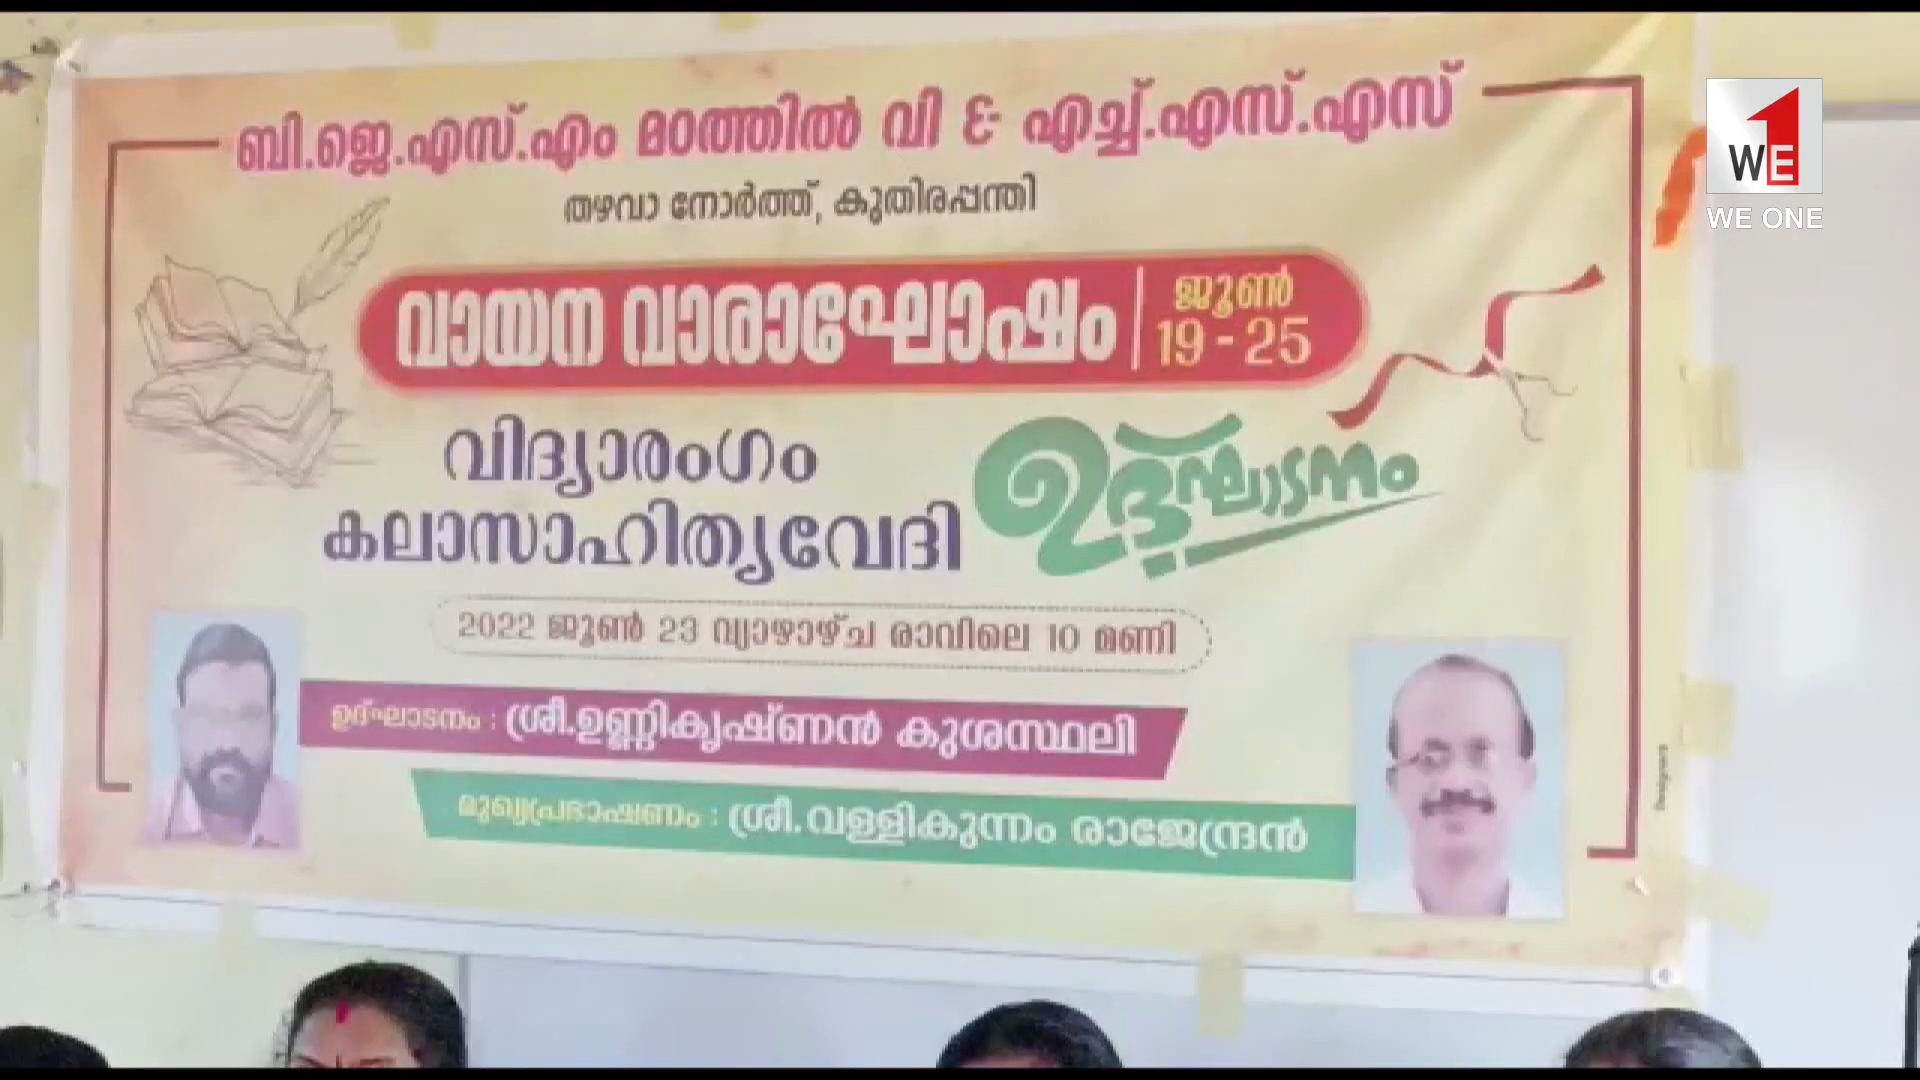 ബി.ജെ.എസ്.എം മഠത്തിൽ വി & എച്ച്.എസ്.എസ്
തഴവാ നോർത്ത്, കുതിരപ്പന്തി
വായന വാരാഘോഷം
ജൂൺ
19 - 25
വിദ്യാരംഗം
കലാസാഹിത്യവേദി
ഉദ്ഘാടനം
2022 ജൂൺ 23 വ്യാഴാഴ്ച രാവിലെ 10 മണി
ഉദ്ഘാടനം : ശ്രീ.ഉണ്ണികൃഷ്ണൻ കുശസ്ഥലി
മുഖ്യപ്രഭാഷണം : ശ്രീ.വള്ളികുന്നം രാജേന്ദ്രൻ
WE
WE ONE